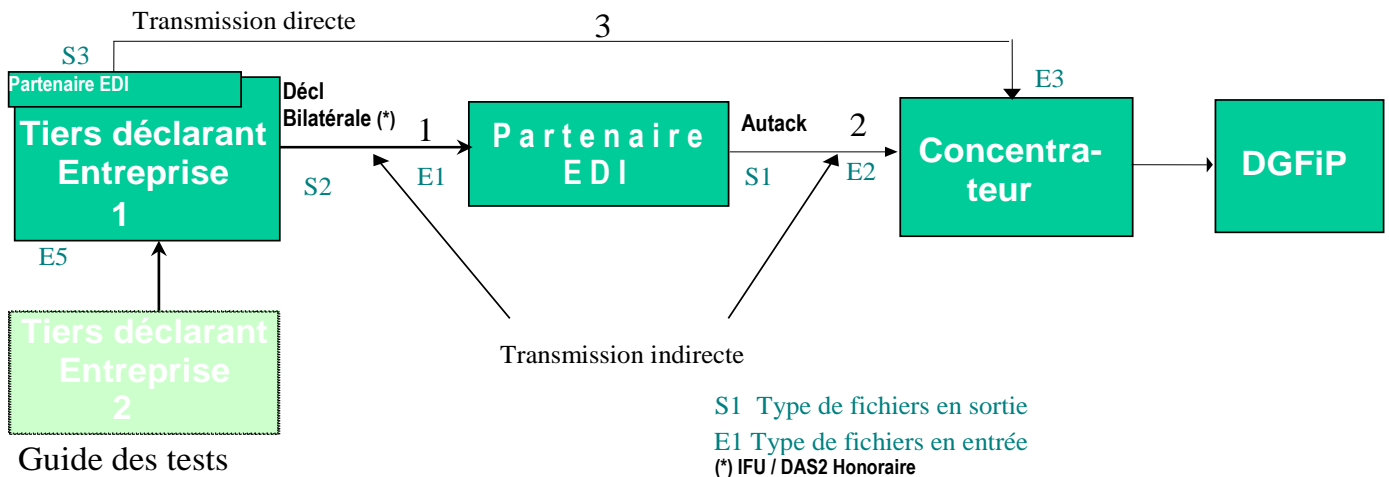 Transmission directe
3
S3
E3
Partenaire EDI
Tiers déclarant
Entreprise
1
Décl
Bilatérale (*)
1
S2
E1
Partenaire
EDI
Autack
2
S1
E2
Concentra-
teur
DGFiP
E5
Tiers déclarant
Entreprise
2
Transmission indirecte
S1 Type de fichiers en sortie
E1 Type de fichiers en entrée
(*) IFU / DAS2 Honoraire
Guide des tests